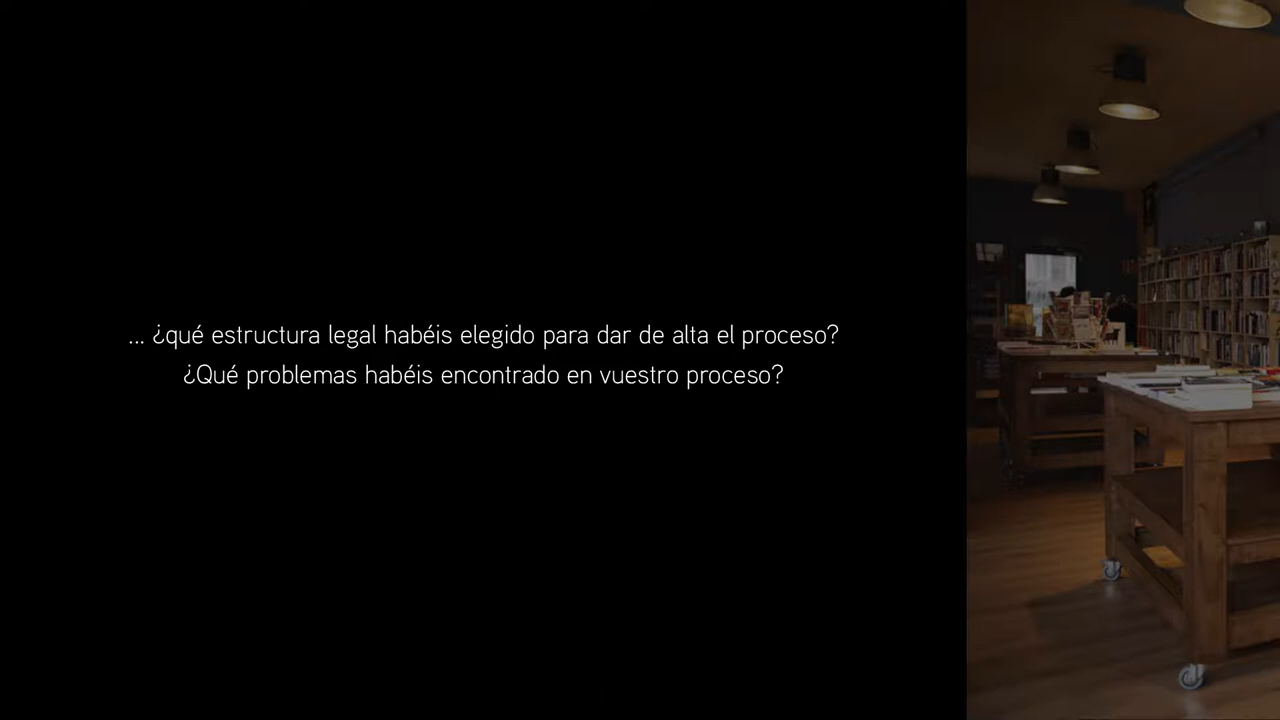 ... ¿qué estructura legal habéis elegido para dar de alta el proceso?
¿Qué problemas habéis encontrado en vuestro proceso?